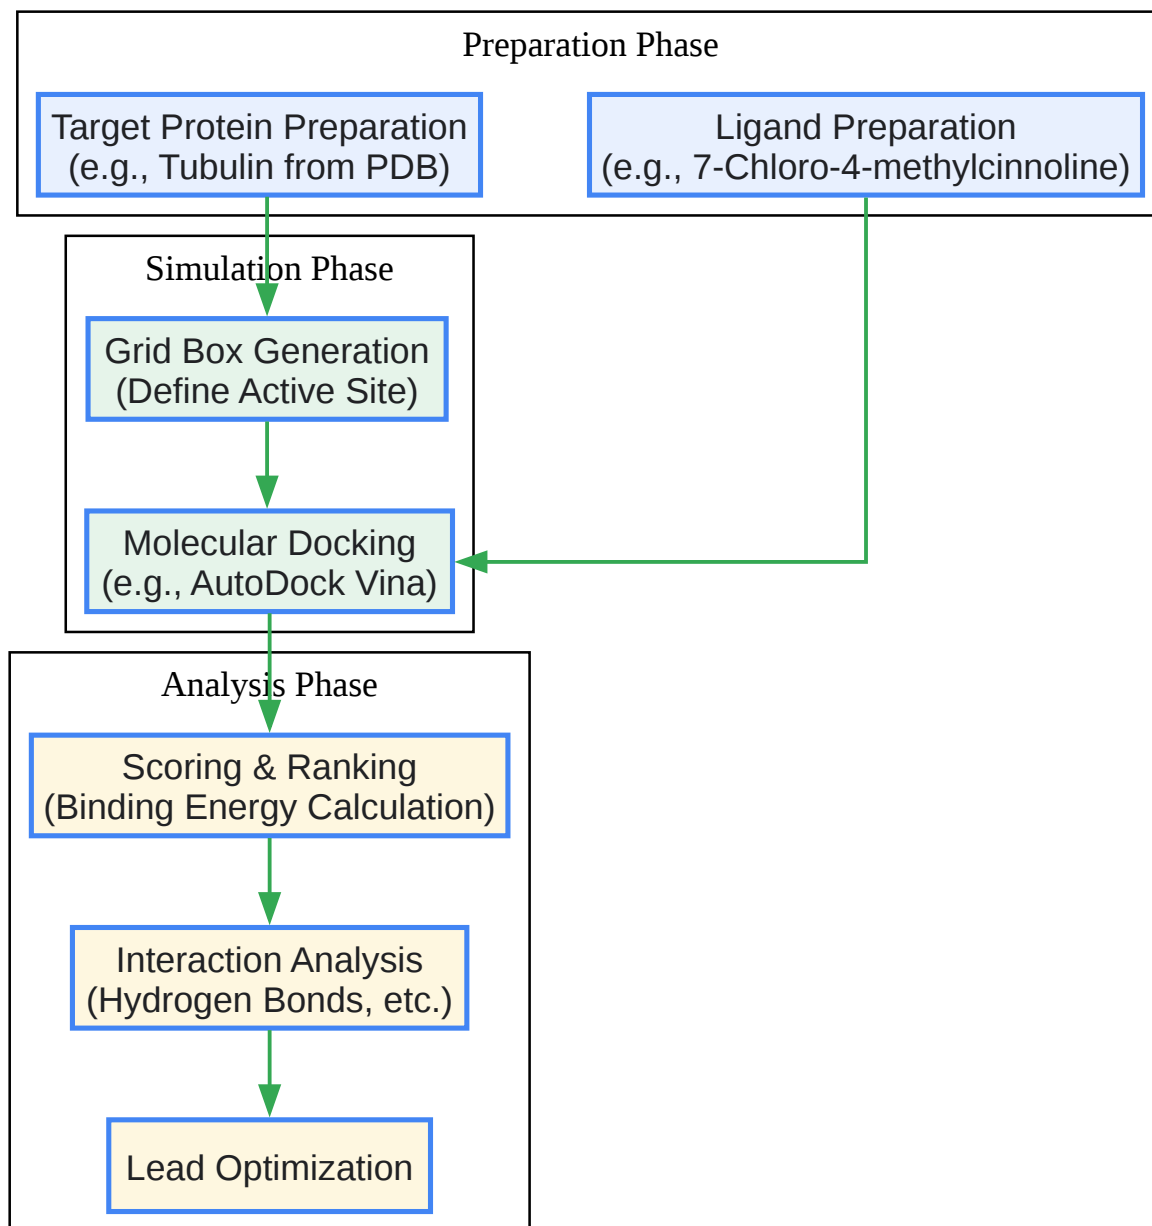 Preparation Phase
Target Protein Preparation
(e.g., Tubulin from PDB)
Ligand Preparation
(e.g., 7-Chloro-4-methylcinnoline)
Simulation Phase
Grid Box Generation
(Define Active Site)
Molecular Docking
(e.g., AutoDock Vina)
Analysis Phase
Scoring & Ranking
(Binding Energy Calculation)
Interaction Analysis
(Hydrogen Bonds, etc.)
Lead Optimization